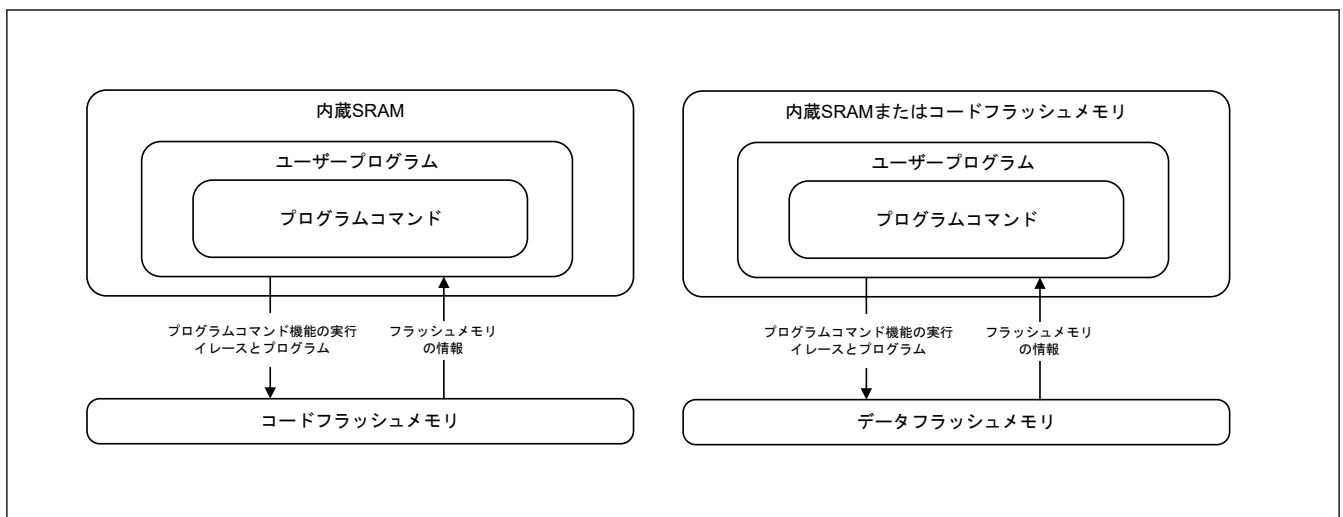 内蔵SRAM
ユーザープログラム
プログラムコマンド
プログラムコマンド機能の実行
イレースとプログラム
フラッシュメモリ
の情報
コードフラッシュメモリ
内蔵SRAMまたはコードフラッシュメモリ
ユーザープログラム
プログラムコマンド
プログラムコマンド機能の実行
イレースとプログラム
フラッシュメモリ
の情報
データフラッシュメモリ